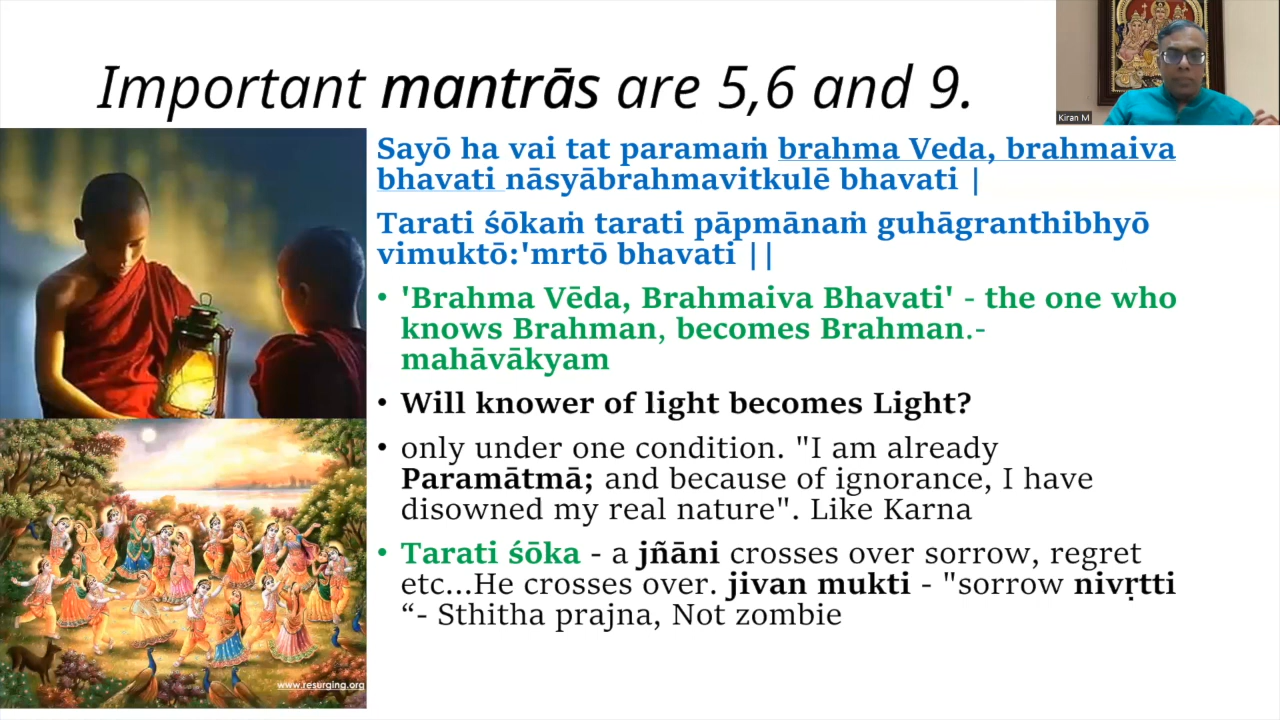 Important mantrās are 5,6 and 9.
Kiran M
Sayō ha vai tat paramaṁ brahma Veda, brahmaiva
bhavati nāsyābrahmavitkulē bhavati |
Tarati śōkaṁ tarati pāpmānaṁ guhāgranthibhyō
vimuktō:'mrtō bhavati ||
• 'Brahma Vēda, Brahmaiva Bhavati' - the one who
knows Brahman, becomes Brahman.-
mahāvākyam
• Will knower of light becomes Light?
• only under one condition. "I am already
Paramātmā; and because of ignorance, I have
disowned my real nature". Like Karna
• Tarati śōka - a jñāni crosses over sorrow, regret
etc...He crosses over. jivan mukti - "sorrow nivṛtti
“- Sthitha prajna, Not zombie
www.resurging.org